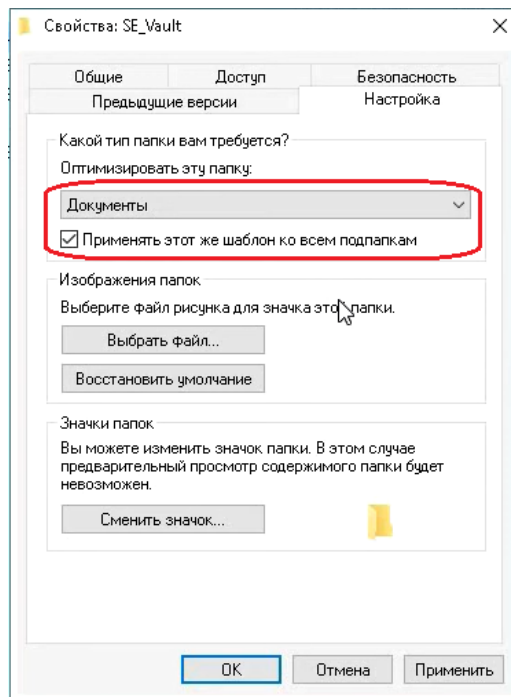 Свойства: SE_Vault
Общие
Доступ
Безопасность
Предыдущие версии
Настройка
Какой тип папки вам требуется?
Оптимизировать эту папку:
Документы
Применять этот же шаблон ко всем подпапкам
Изображения папок
Выберите файл рисунка для значка этой папки.
Выбрать файл...
Восстановить умолчание
Значки папок
Вы можете изменить значок папки. В этом случае
предварительный просмотр содержимого папки будет
невозможен.
Сменить значок...
ОК
Отмена
Применить